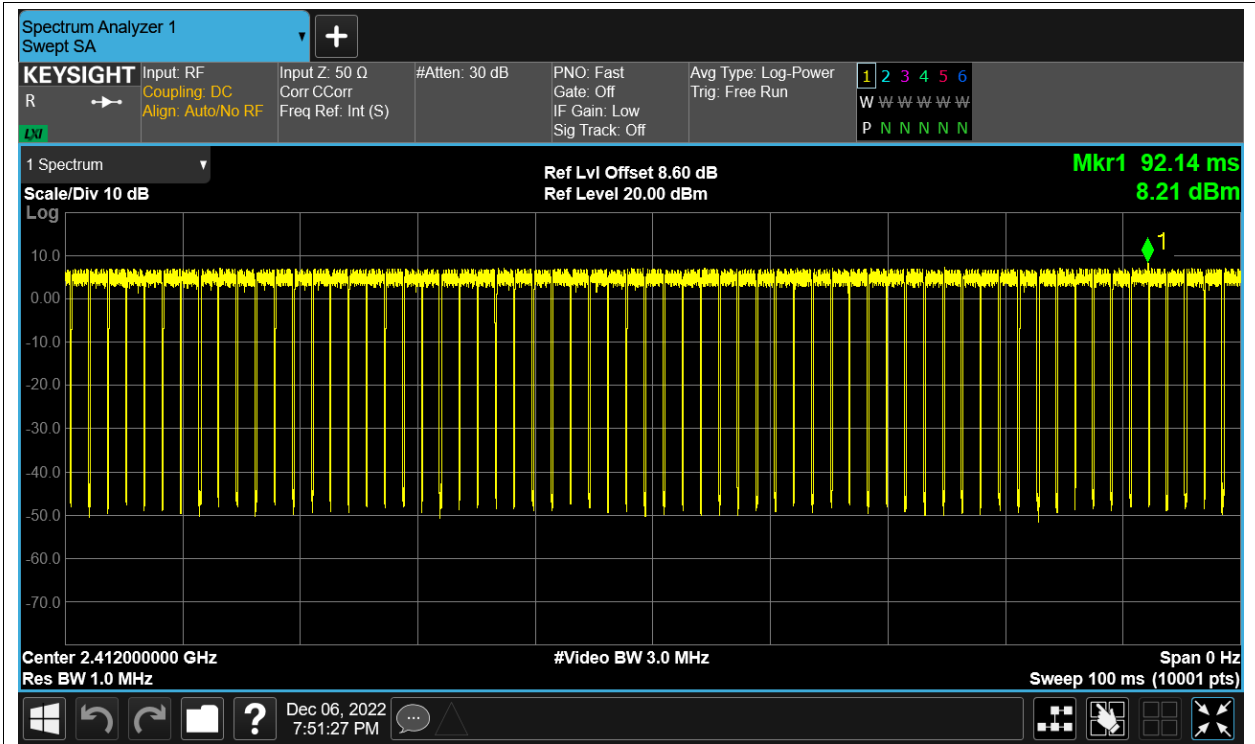 Spectrum Analyzer 1
Swept SA
▼
+
KEYSIGHT
R
LXI
Input: RF
Coupling: DC
Align: Auto/No RF
Input Z: 50 Ω
Corr CCorr
Freq Ref: Int (S)
#Atten: 30 dB
PNO: Fast
Gate: Off
IF Gain: Low
Sig Track: Off
Avg Type: Log-Power
Trig: Free Run
1 2 3 4 5 6
W W W W W W
P N N N N N
1 Spectrum ▼
Scale/Div 10 dB
Ref Lvl Offset 8.60 dB
Ref Level 20.00 dBm
Mkr1 92.14 ms
8.21 dBm
Log
1
10.0
0.00
-10.0
-20.0
-30.0
-40.0
-50.0
-60.0
-70.0
Center 2.412000000 GHz
Res BW 1.0 MHz
#Video BW 3.0 MHz
Span 0 Hz
Sweep 100 ms (10001 pts)
?
Dec 06, 2022
7:51:27 PM